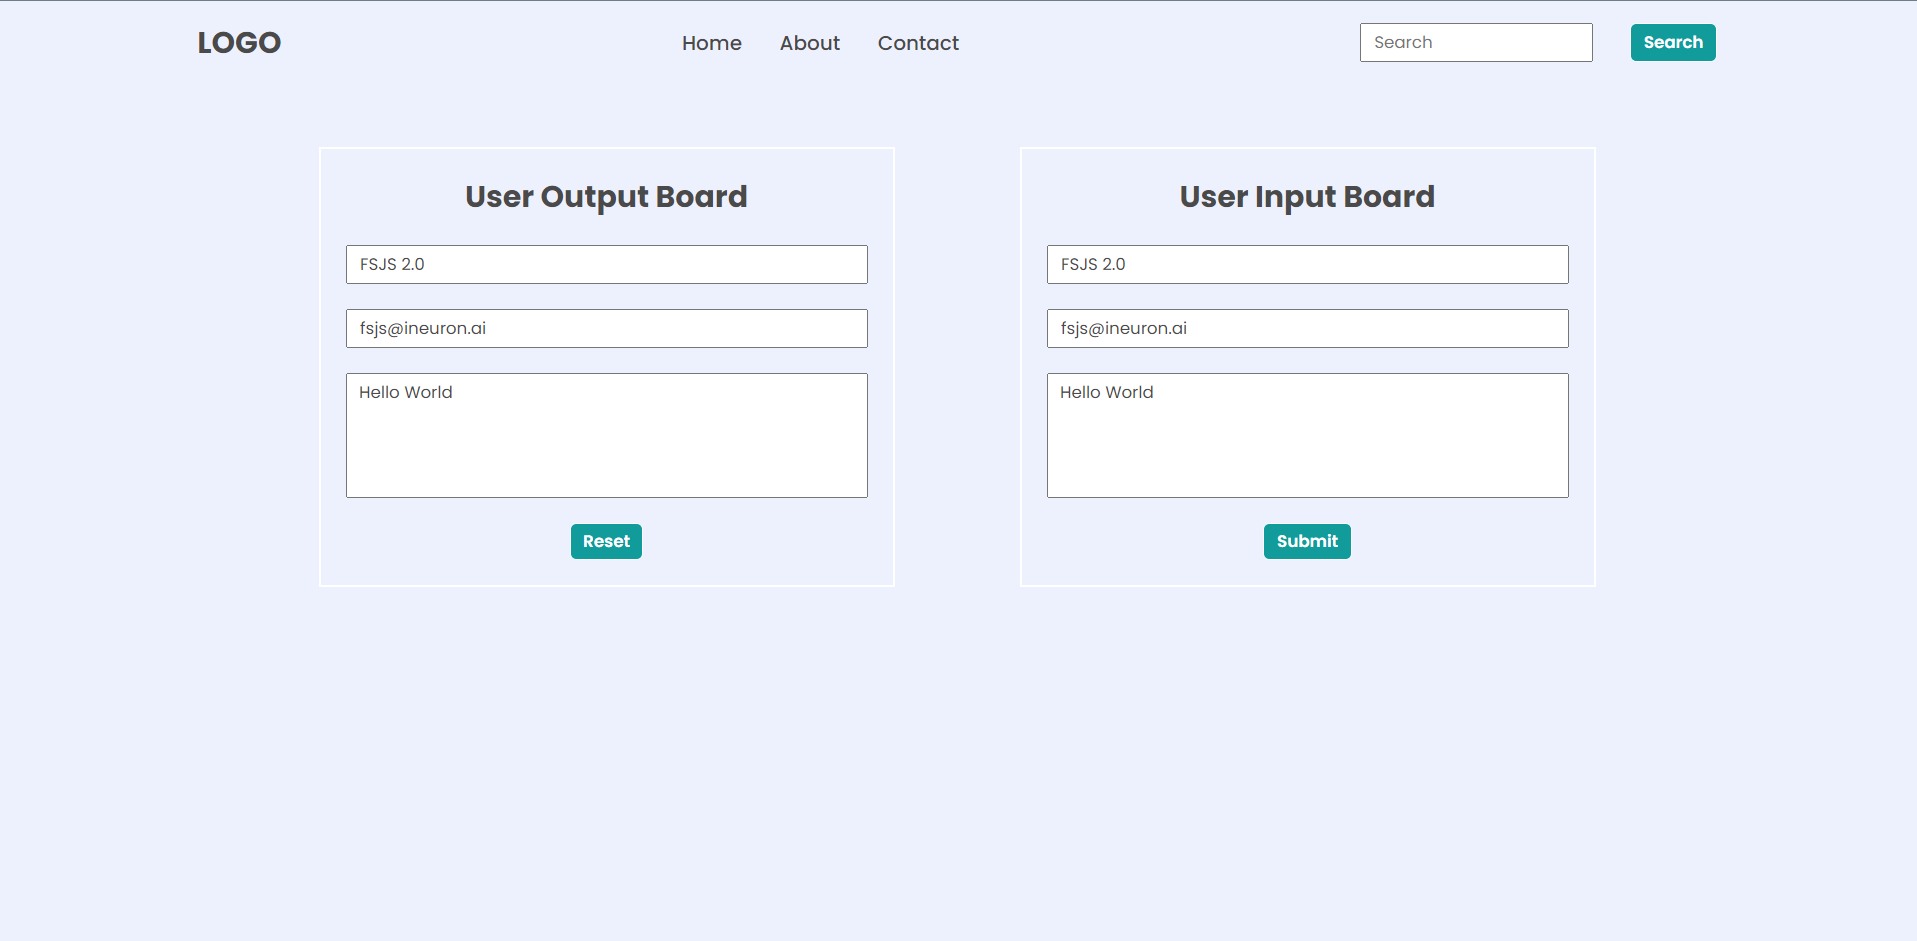 LOGO
Home About Contact
Search
Search
User Output Board
FSJS 2.0
fsjs@ineuron.ai
Hello World
Reset
User Input Board
FSJS 2.0
fsjs@ineuron.ai
Hello World
Submit